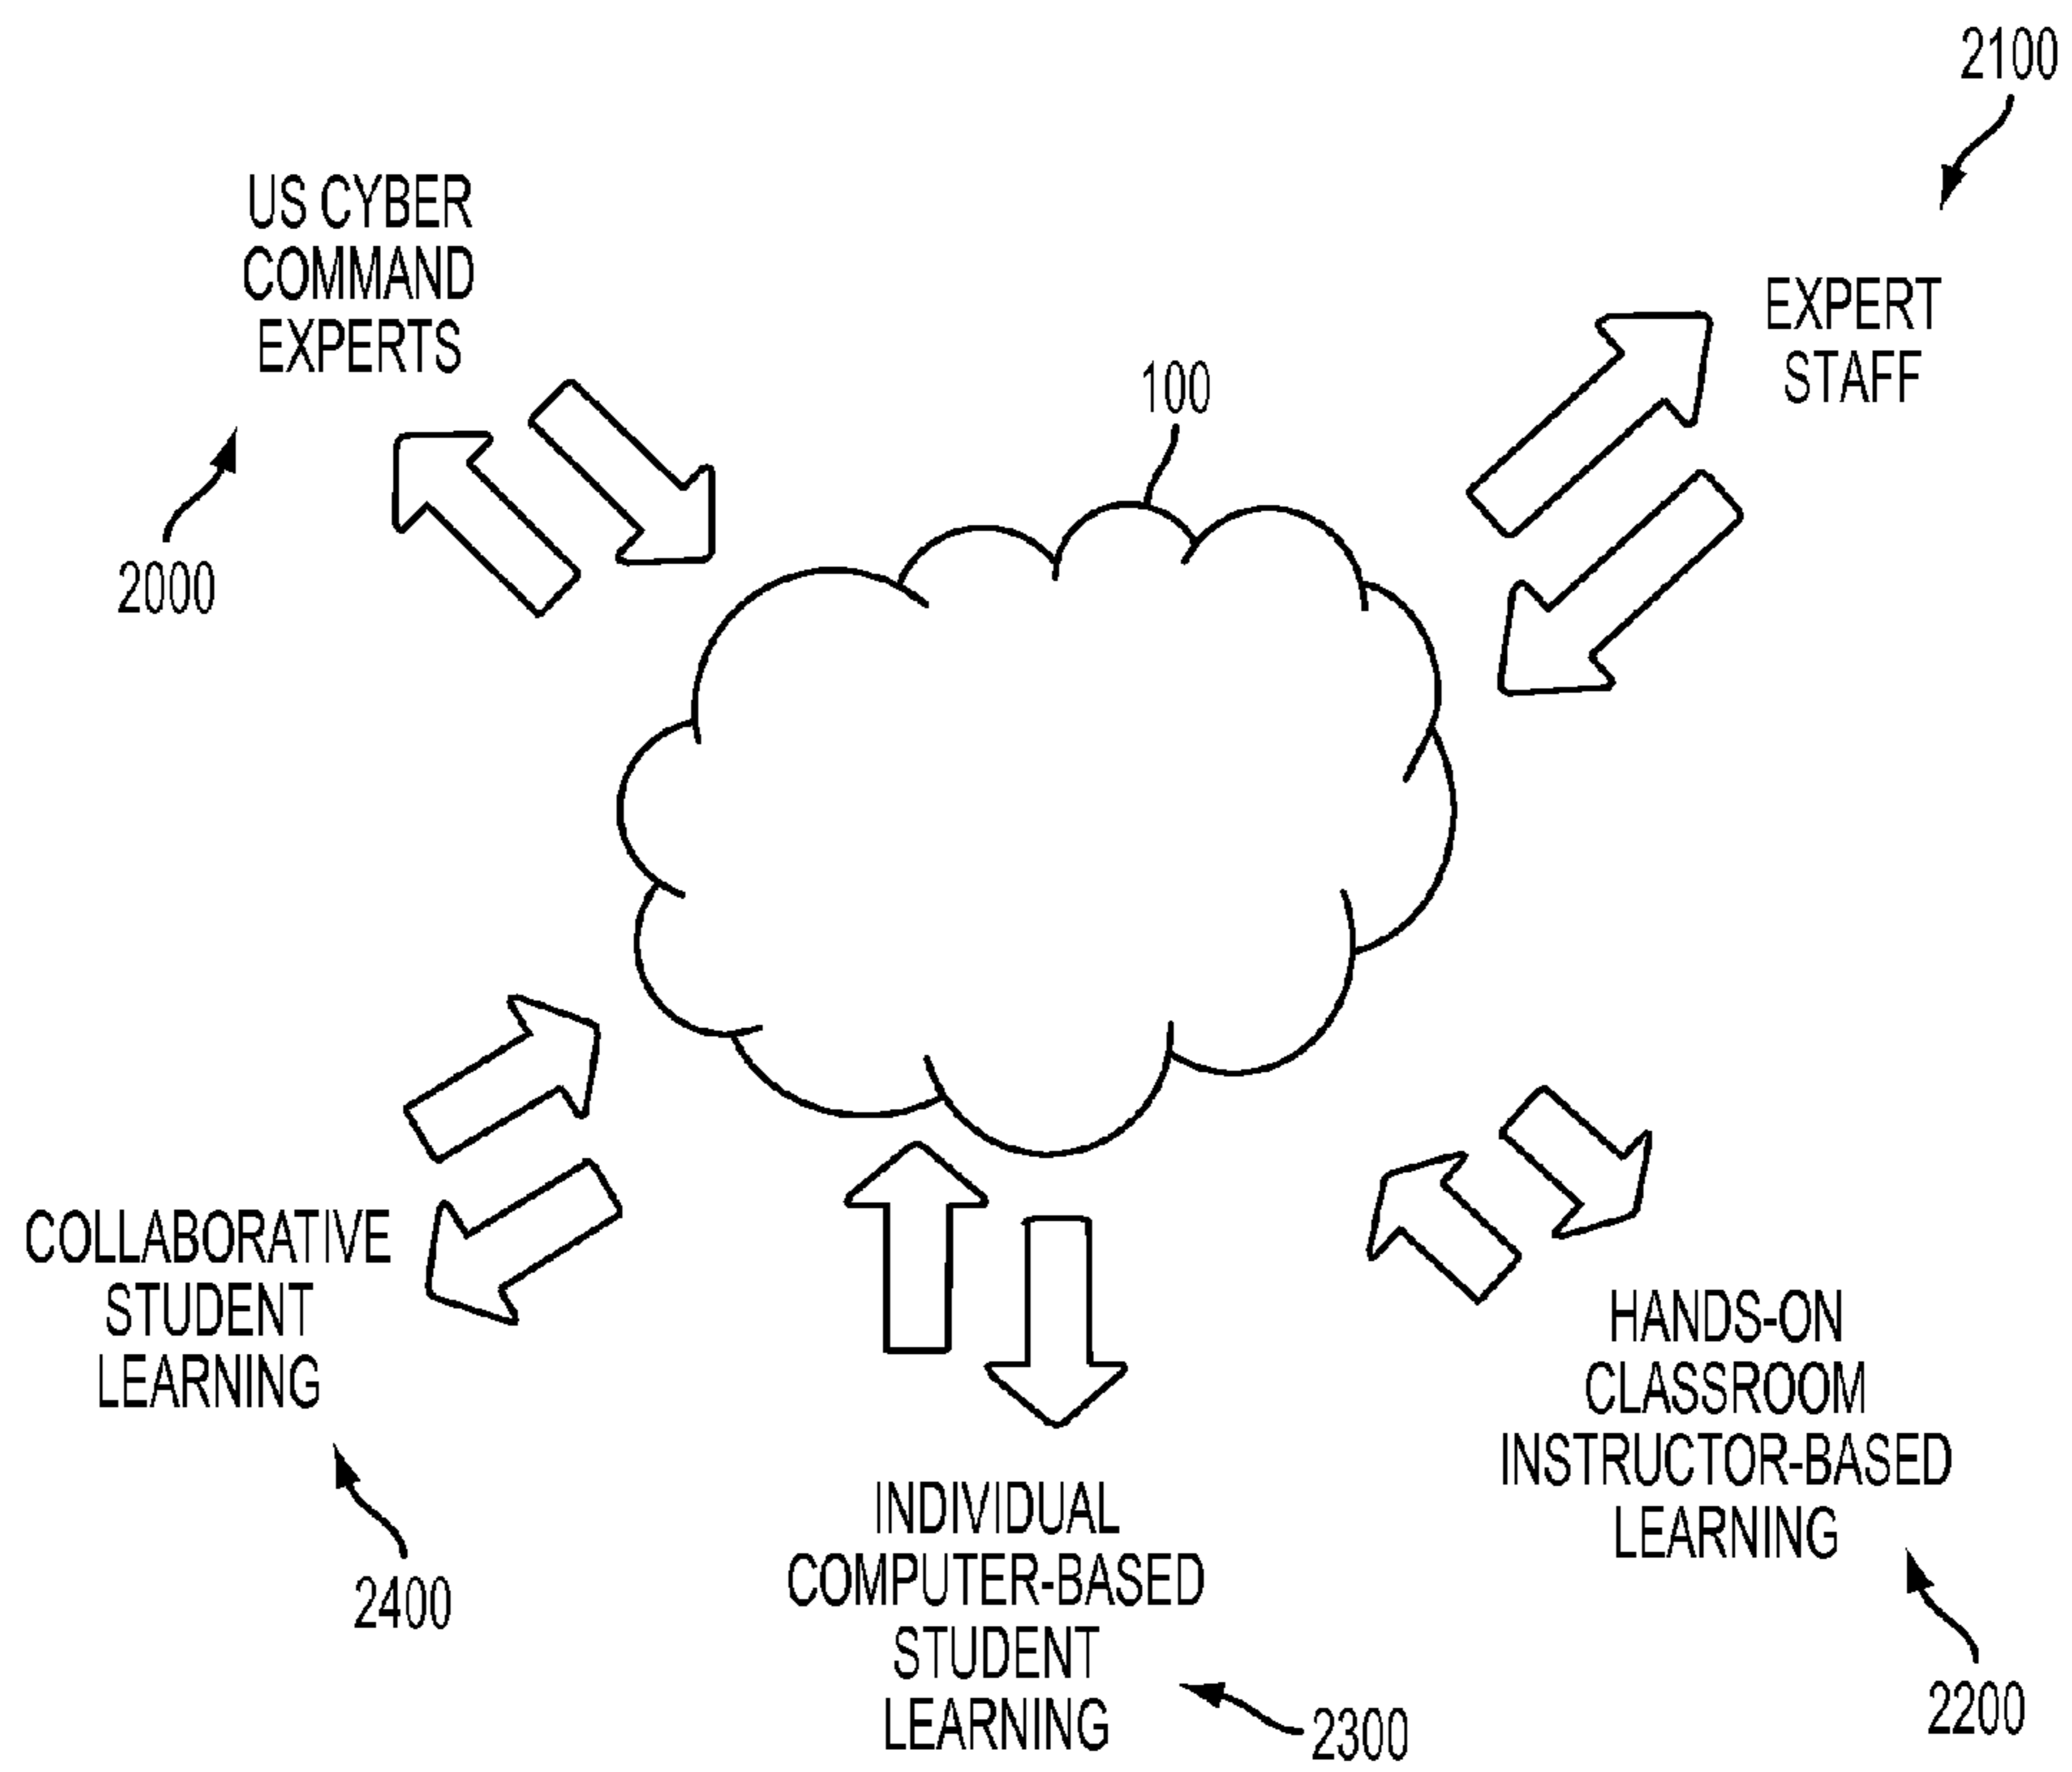 2100
US CYBER
COMMAND
EXPERTS
EXPERT
STAFF
100
2000
COLLABORATIVE
STUDENT
LEARNING
HANDS-ON
CLASSROOM
INSTRUCTOR-BASED
LEARNING
INDIVIDUAL
COMPUTER-BASED
STUDENT
LEARNING
2400
2300
2200